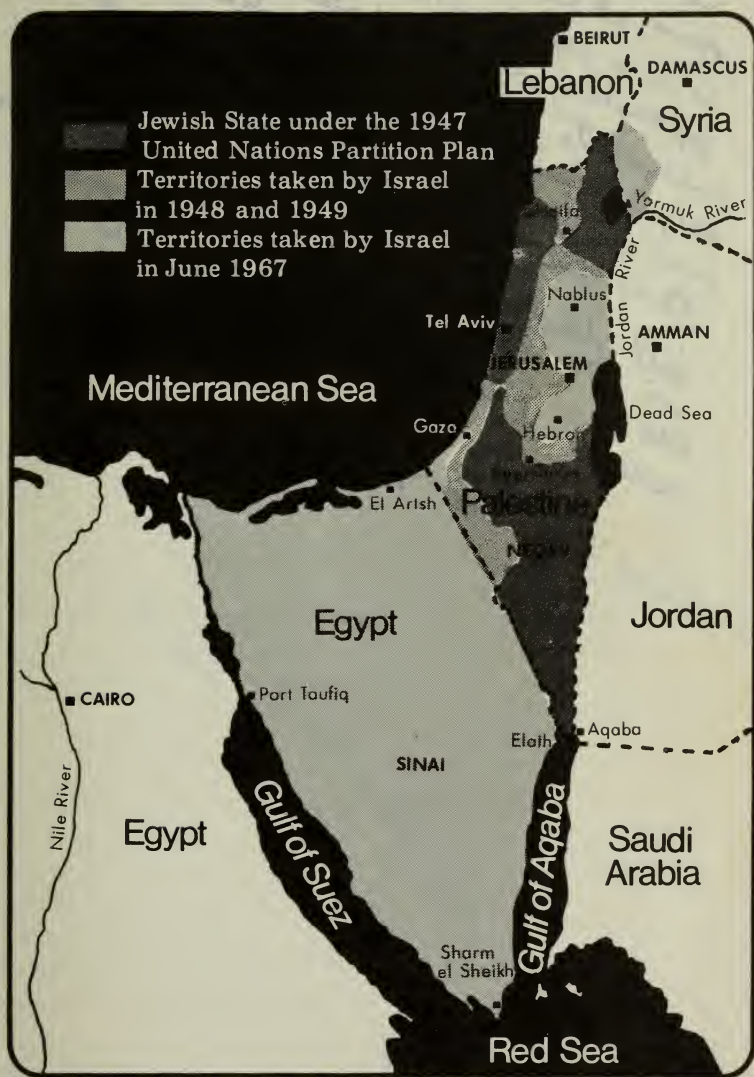 BEIRUT
DAMASCUS
Lebanon
Syria
Jewish State under the 1947
United Nations Partition Plan
Territories taken by Israel
in 1948 and 1949
Territories taken by Israel
in June 1967
Yarmuk River
Haifa
Nablus
Jordan River
Tel Aviv
AMMAN
JERUSALEM
Mediterranean Sea
Dead Sea
Gaza
Hebron
El Arish
Palestine
NEGEV
Egypt
Jordan
Port Taufiq
CAIRO
Elath
Aqaba
SINAI
Nile River
Egypt
Gulf of Suez
Gulf of Aqaba
Saudi
Arabia
Sharm
el Sheikh
Red Sea